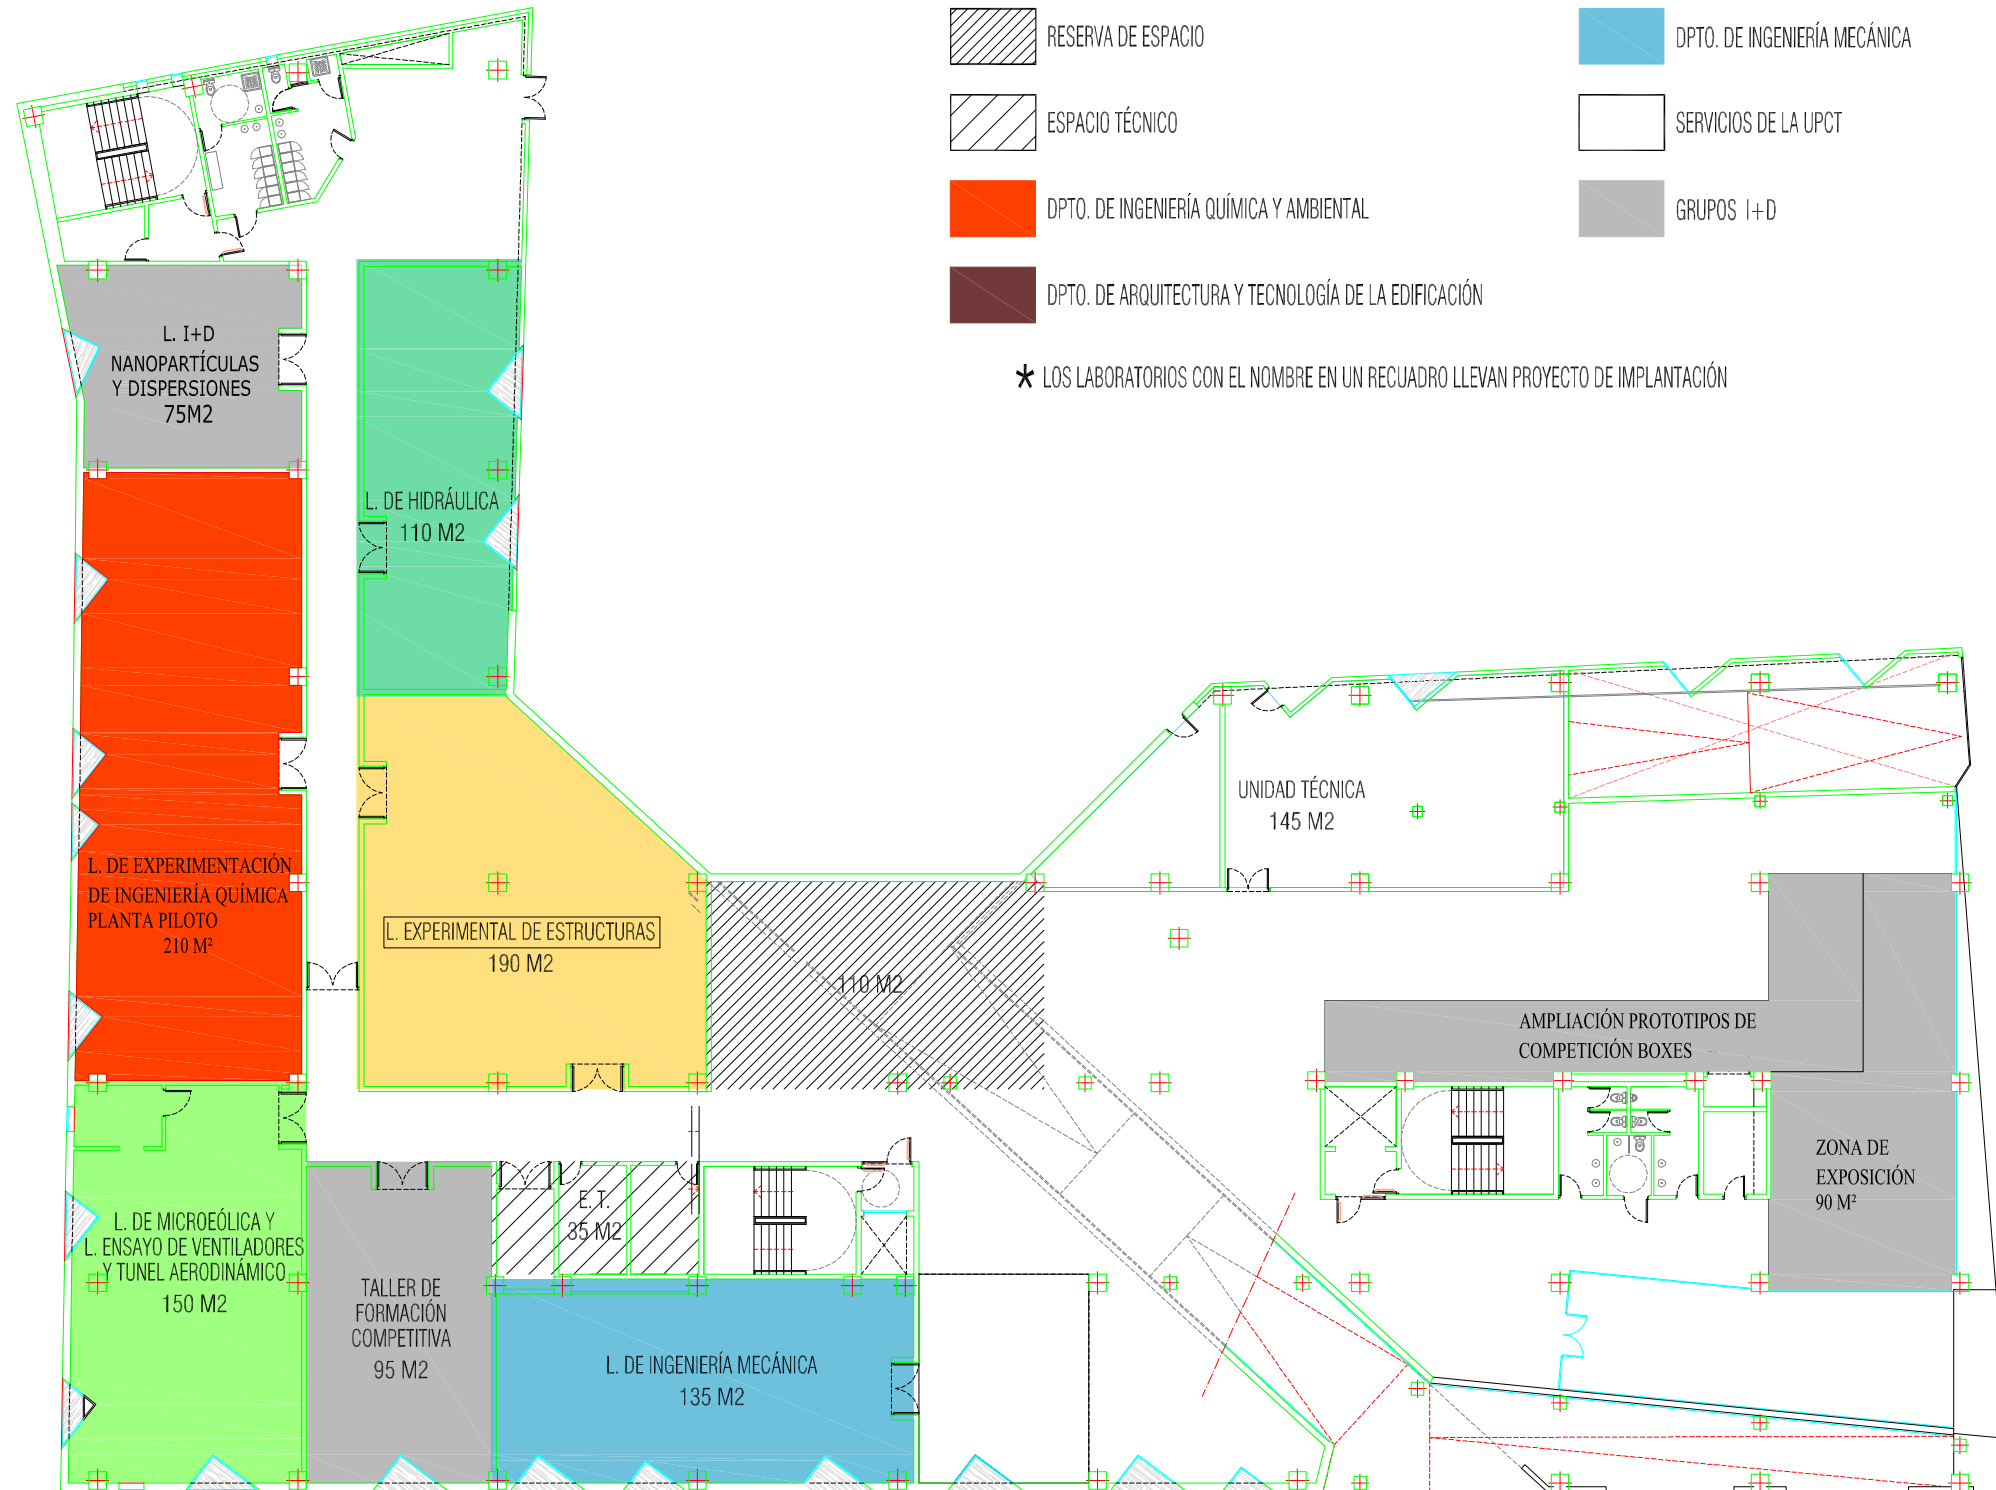 RESERVA DE ESPACIO
DPTO. DE INGENIERÍA MECÁNICA
ESPACIO TÉCNICO
SERVICIOS DE LA UPCT
DPTO. DE INGENIERÍA QUÍMICA Y AMBIENTAL
GRUPOS I+D
DPTO. DE ARQUITECTURA Y TECNOLOGÍA DE LA EDIFICACIÓN
* LOS LABORATORIOS CON EL NOMBRE EN UN RECUADRO LLEVAN PROYECTO DE IMPLANTACIÓN
L. I+D
NANOPARTÍCULAS
Y DISPERSIONES
75M2
L. DE HIDRÁULICA
110 M2
UNIDAD TÉCNICA
145 M2
L. DE EXPERIMENTACIÓN
DE INGENIERÍA QUÍMICA
PLANTA PILOTO
210 M²
L. EXPERIMENTAL DE ESTRUCTURAS
190 M2
110 M2
AMPLIACIÓN PROTOTIPOS DE
COMPETICIÓN BOXES
ZONA DE
EXPOSICIÓN
90 M²
E. T.
35 M2
L. DE MICROEÓLICA Y
L. ENSAYO DE VENTILADORES
Y TUNEL AERODINÁMICO
150 M2
TALLER DE
FORMACIÓN
COMPETITIVA
95 M2
L. DE INGENIERÍA MECÁNICA
135 M2